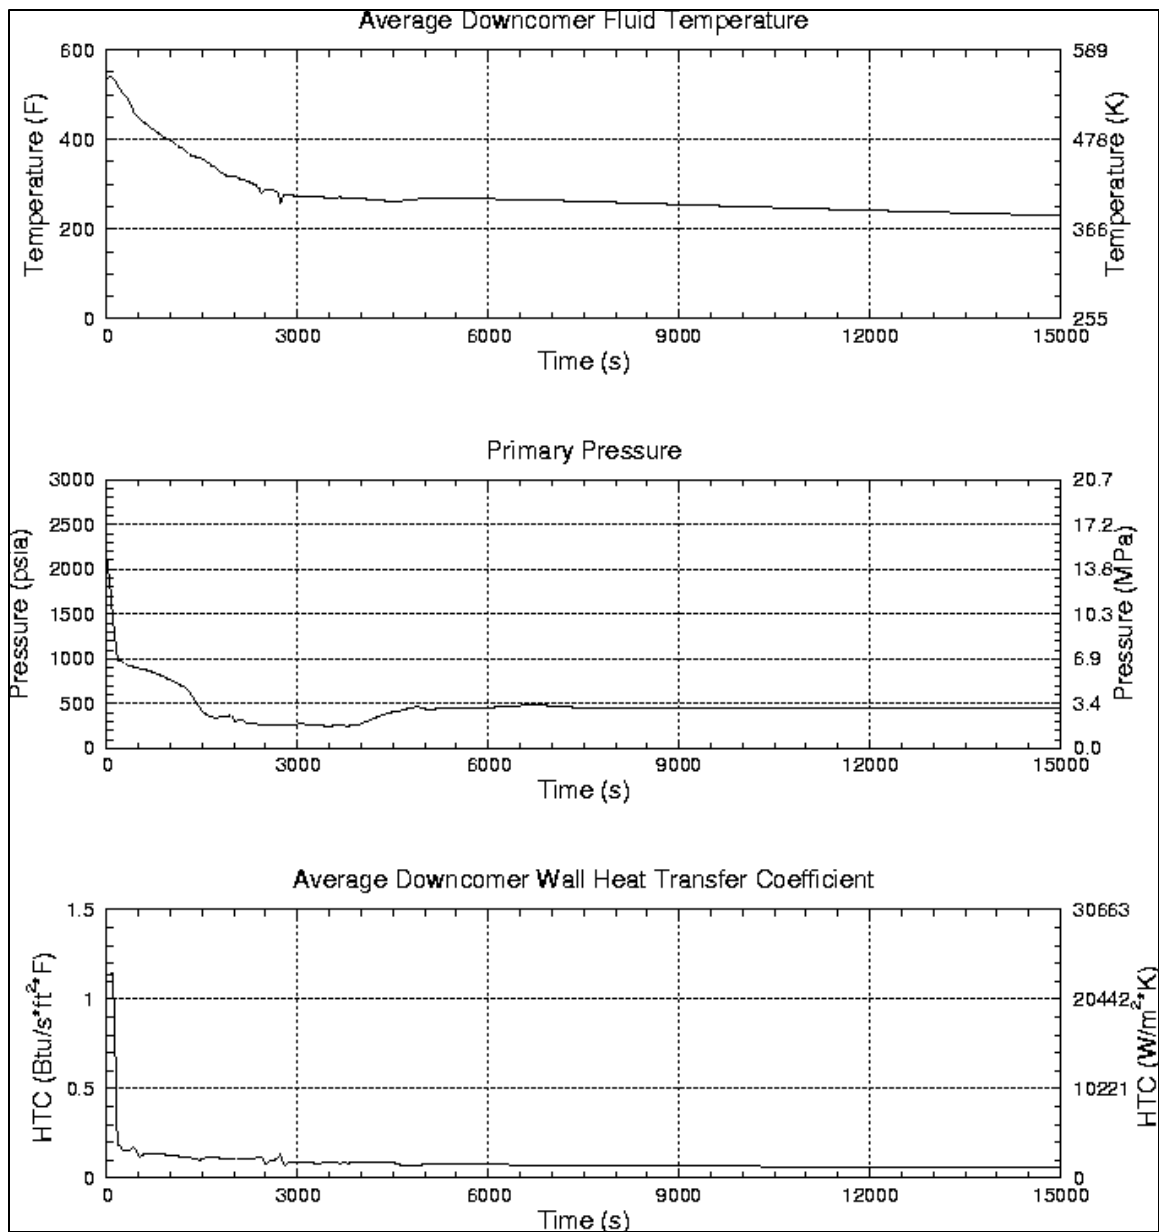 Average Downcomer Fluid Temperature
600 589
400 478
200 366
0 255
Temperature (F)
Temperature (K)
0 3000 6000 9000 12000 15000
Time (s)
Primary Pressure
3000 20.7
2500 17.2
2000 13.8
1500 10.3
1000 6.9
500 3.4
0 0.0
Pressure (psia)
Pressure (MPa)
0 3000 6000 9000 12000 15000
Time (s)
Average Downcomer Wall Heat Transfer Coefficient
1.5 30663
1 20442
0.5 10221
0 0
HTC (Btu/s*ft²*F)
HTC (W/m²*K)
0 3000 6000 9000 12000 15000
Time (s)